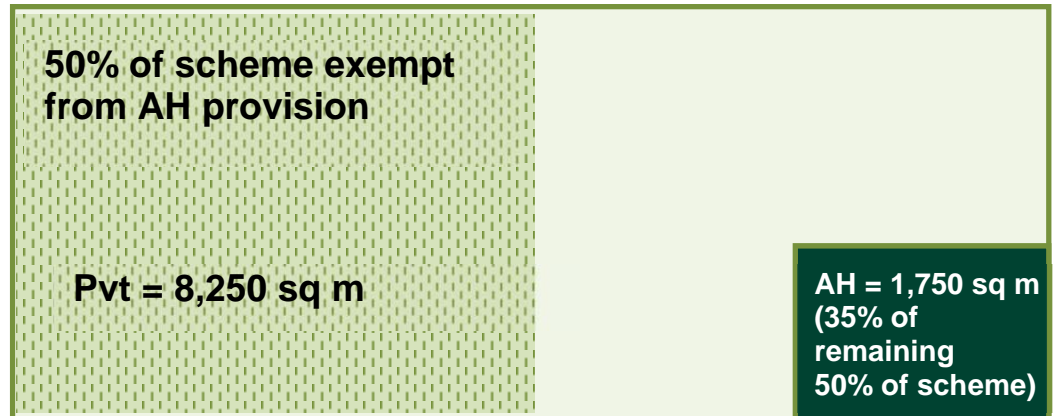 50% of scheme exempt
from AH provision
Pvt = 8,250 sq m
AH = 1,750 sq m
(35% of
remaining
50% of scheme)